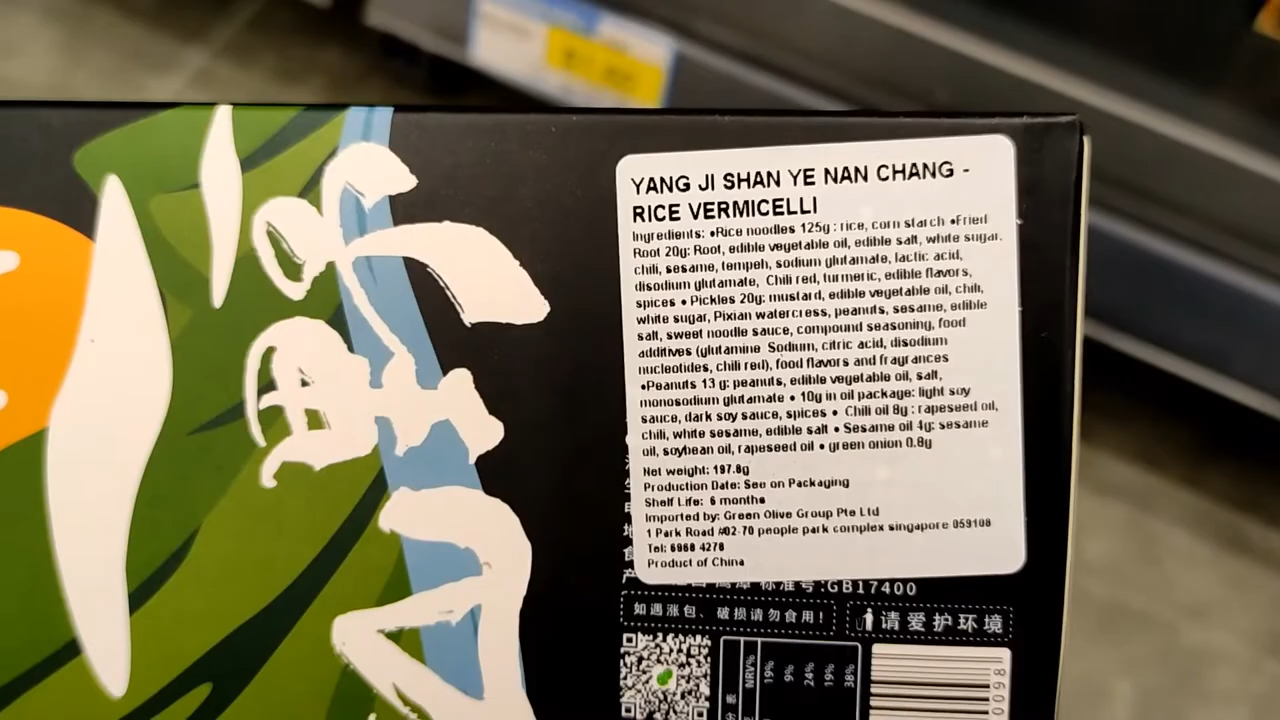 YANG JI SHAN YE NAN CHANG -
RICE VERMICELLI
Ingredients: •Rice noodles 125g : rice, corn starch •Fried
Root 20g: Root, edible vegetable oil, edible salt, white sugar.
chili, sesame, tempeh, sodium glutamate, lactic acid,
disodium glutamate, Chili red, turmeric, edible flavors,
spices • Pickles 20g: mustard, edible vegetable oil, chili,
white sugar, Pixian watercress, peanuts, sesame, edible
salt, sweet noodle sauce, compound seasoning, food
additives (glutamine Sodium, citric acid, disodium
nucleotides, chili red), food flavors and fragrances
•Peanuts 13 g: peanuts, edible vegetable oil, salt,
monosodium glutamate • 10g in oil package: light soy
sauce, dark soy sauce, spices • Chili oil 8g : rapeseed oil,
chili, white sesame, edible salt • Sesame oil 4g: sesame
oil, soybean oil, rapeseed oil • green onion 0.8g
Net weight: 197.8g
Production Date: See on Packaging
Shelf Life: 6 months
Imported by: Green Olive Group Pte Ltd
1 Park Road #02-70 people park complex singapore 059108
Tel: 6968 4278
Product of China
标准号:GB17400
如遇涨包、破损请勿食用!
请爱护环境
NRV%
19%
9%
24%
19%
38%
0098